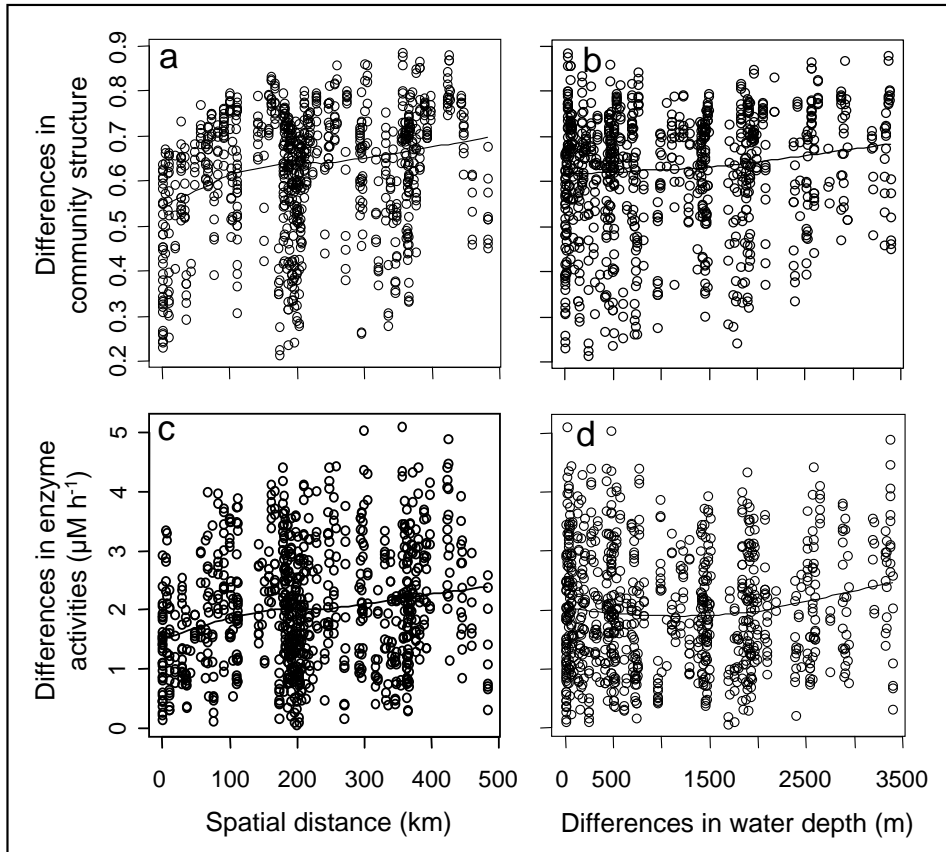 a
b
Differences in
community structure
0.2 0.3 0.4 0.5 0.6 0.7 0.8 0.9
c
d
Differences in enzyme
activities (µM h-1)
0 1 2 3 4 5
0 100 200 300 400 500
0 500 1500 2500 3500
Spatial distance (km)
Differences in water depth (m)